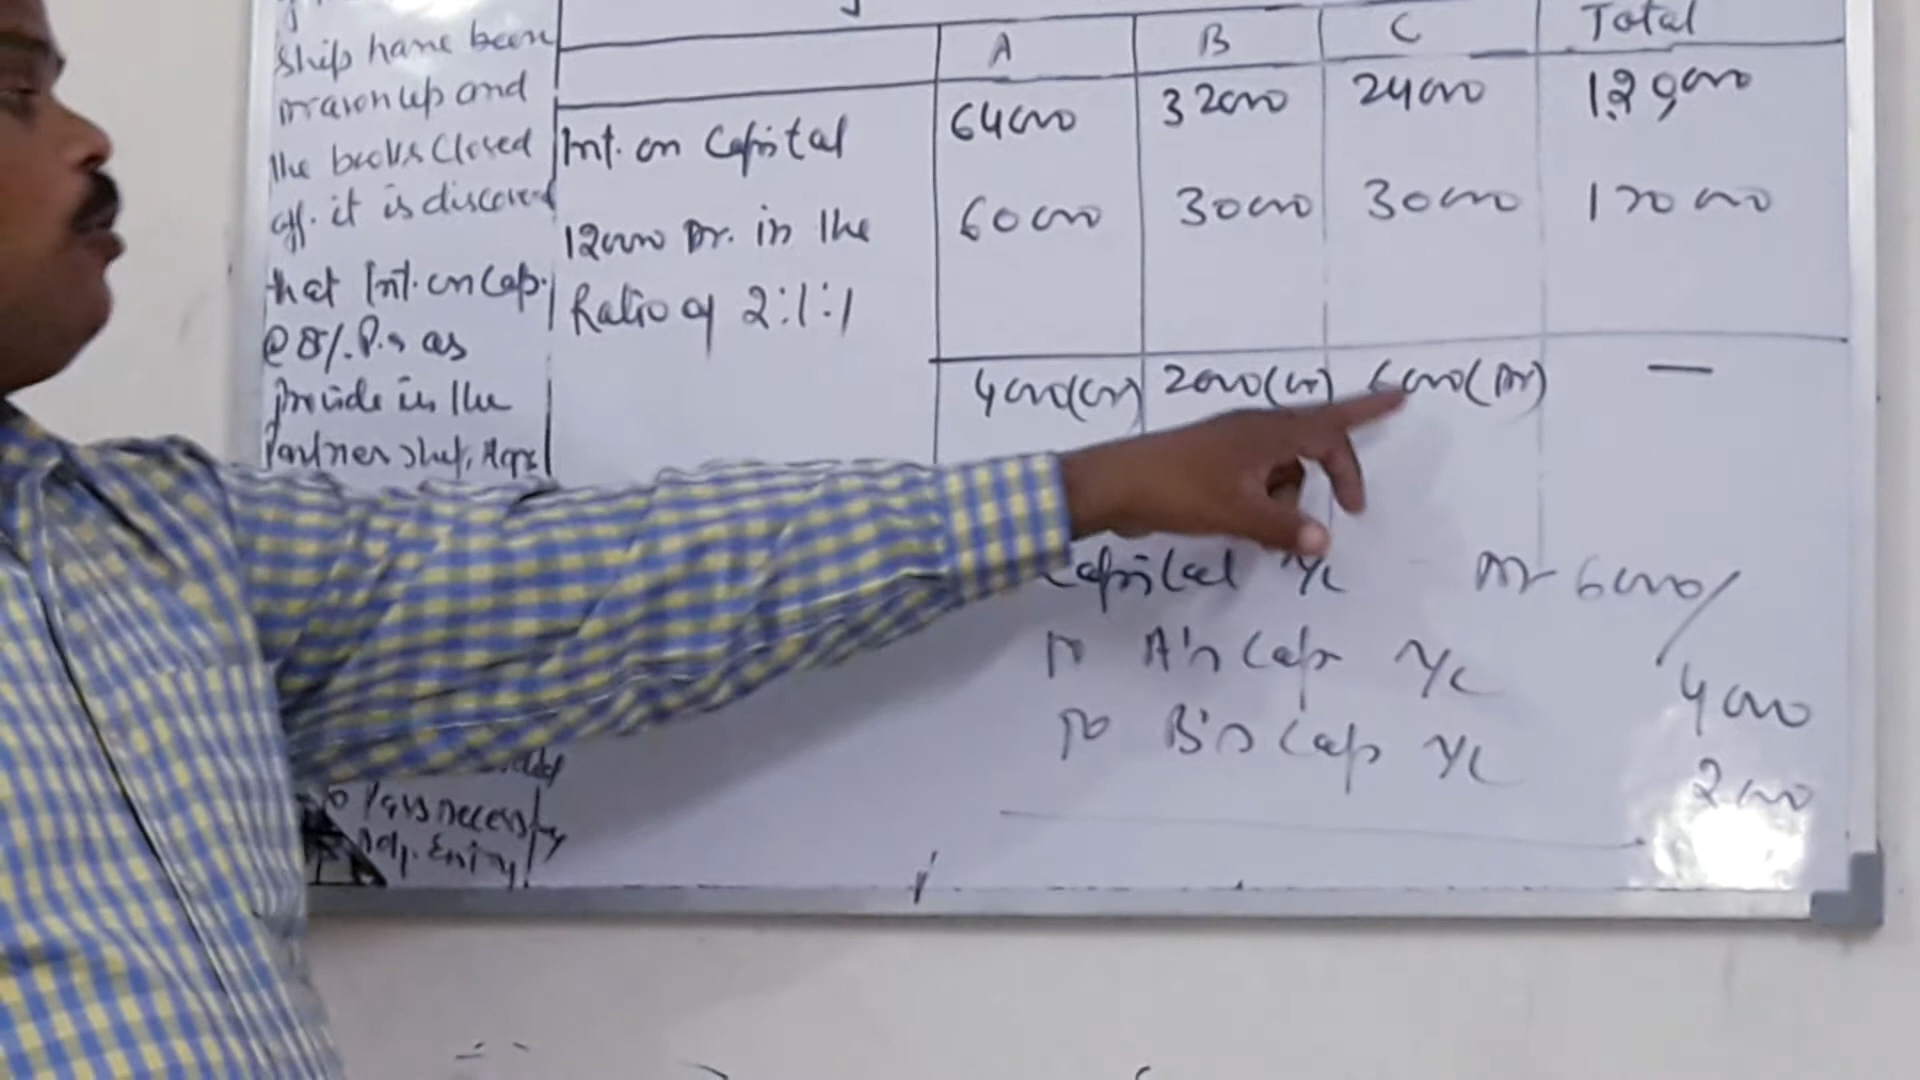 ship have been
drawn up and
the books closed
off. it is discovered
that Int. on Cap.
@ 8%. P.a as
provide in the
Partnership, Agre
to Pass necessary
Adj. Entry
A B C Total
Int. on Capital 64000 32000 24000 120000
12000 Dr. in the 60000 30000 30000 120000
Ratio of 2:1:1
4000(Cr) 2000(Cr) 6000(Dr) —
Capital A/c Dr 6000/
To A's Cap A/c 4000
To B's Cap A/c 2000